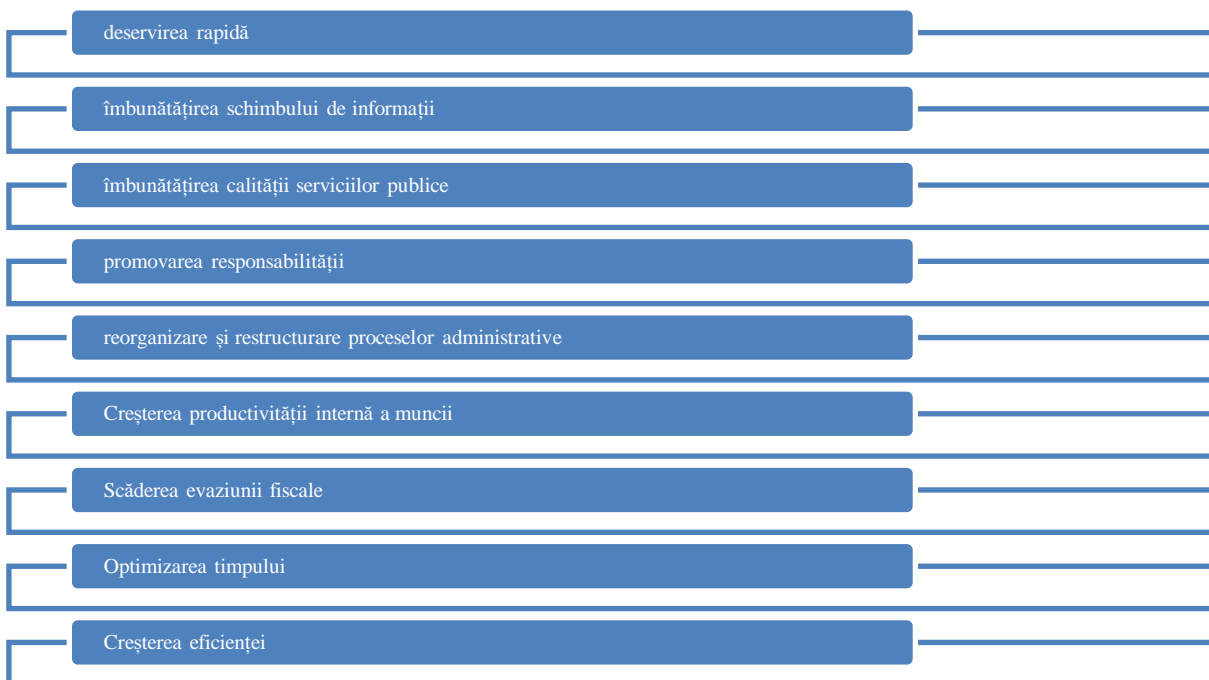 deservirea rapidă
îmbunătățirea schimbului de informații
îmbunătățirea calității serviciilor publice
promovarea responsabilității
reorganizare și restructurare proceselor administrative
Creșterea productivității internă a muncii
Scăderea evaziunii fiscale
Optimizarea timpului
Creșterea eficienței